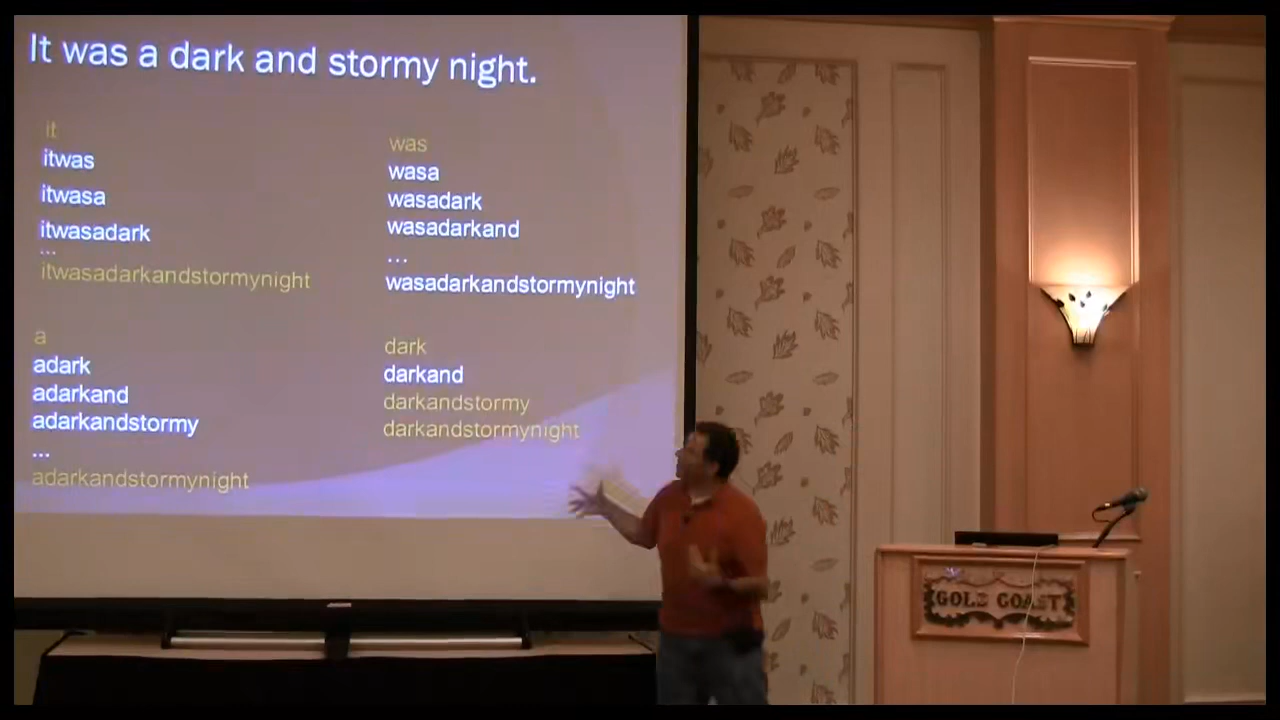 It was a dark and stormy night.
it
itwas
itwasa
itwasadark
...
itwasadarkandstormynight
was
wasa
wasadark
wasadarkand
...
wasadarkandstormynight
a
adark
adarkand
adarkandstormy
...
adarkandstormynight
dark
darkand
darkandstormy
darkandstormynight
GOLD COAST